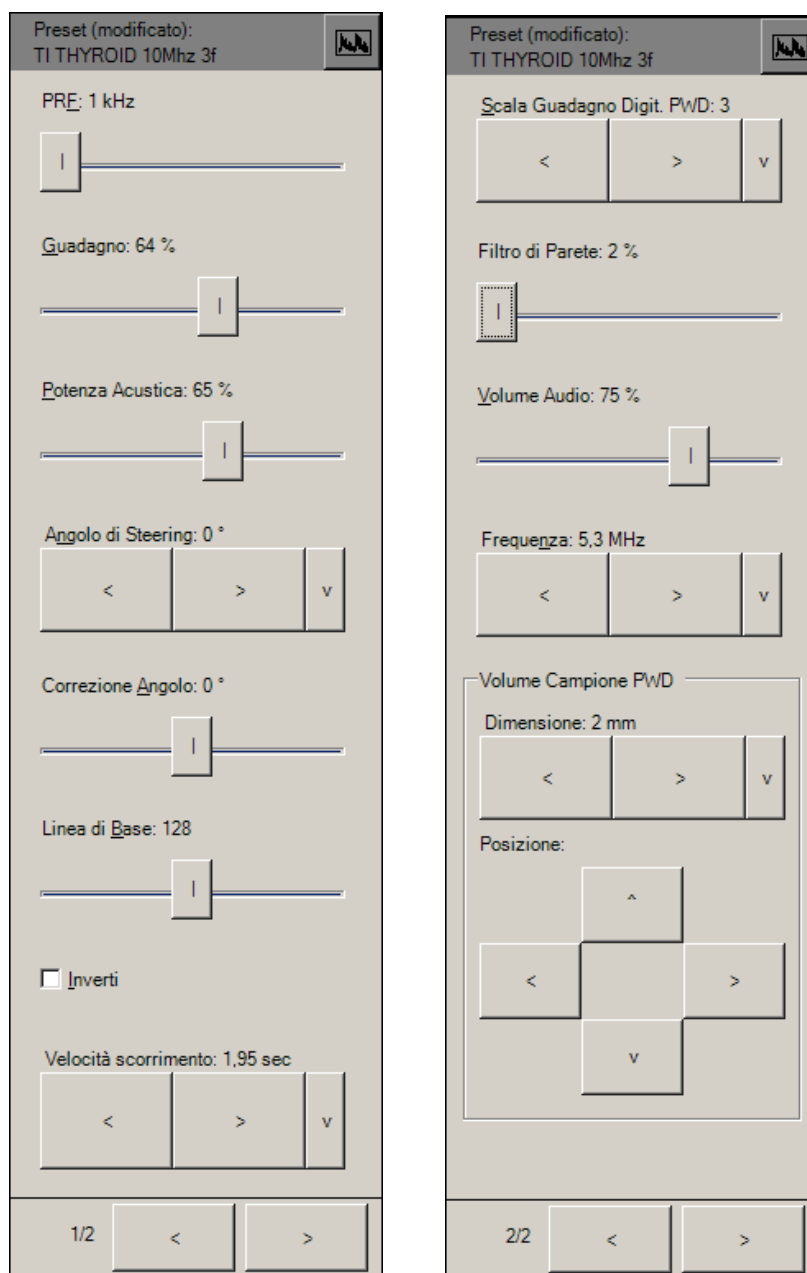 Preset (modificato):
TI THYROID 10Mhz 3f
PRF: 1 kHz
Guadagno: 64 %
Potenza Acustica: 65 %
Angolo di Steering: 0 °
< > v
Correzione Angolo: 0 °
Linea di Base: 128
Inverti
Velocità scorrimento: 1,95 sec
< > v
1/2 < >
Preset (modificato):
TI THYROID 10Mhz 3f
Scala Guadagno Digit. PWD: 3
< > v
Filtro di Parete: 2 %
Volume Audio: 75 %
Frequenza: 5,3 MHz
< > v
Volume Campione PWD
Dimensione: 2 mm
< > v
Posizione:
^
< >
v
2/2 < >